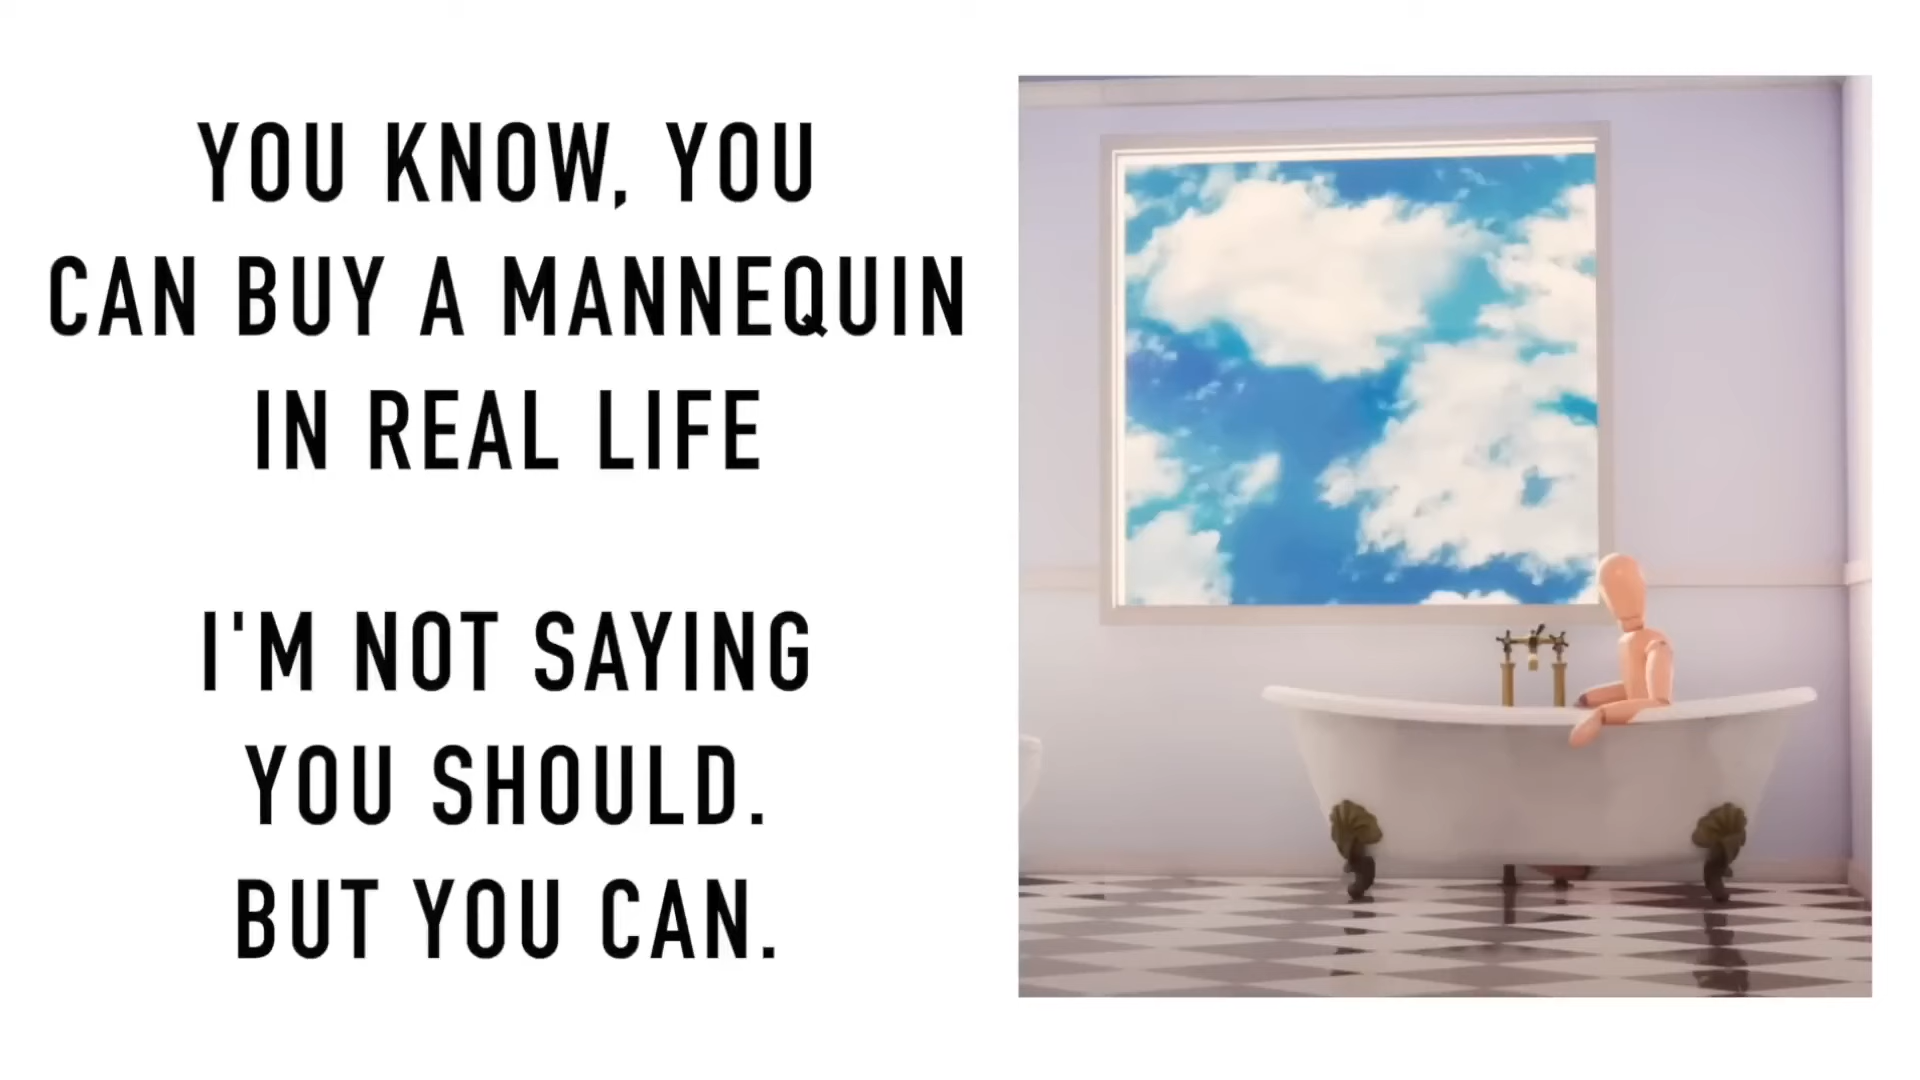 YOU KNOW, YOU
CAN BUY A MANNEQUIN
IN REAL LIFE
I'M NOT SAYING
YOU SHOULD.
BUT YOU CAN.